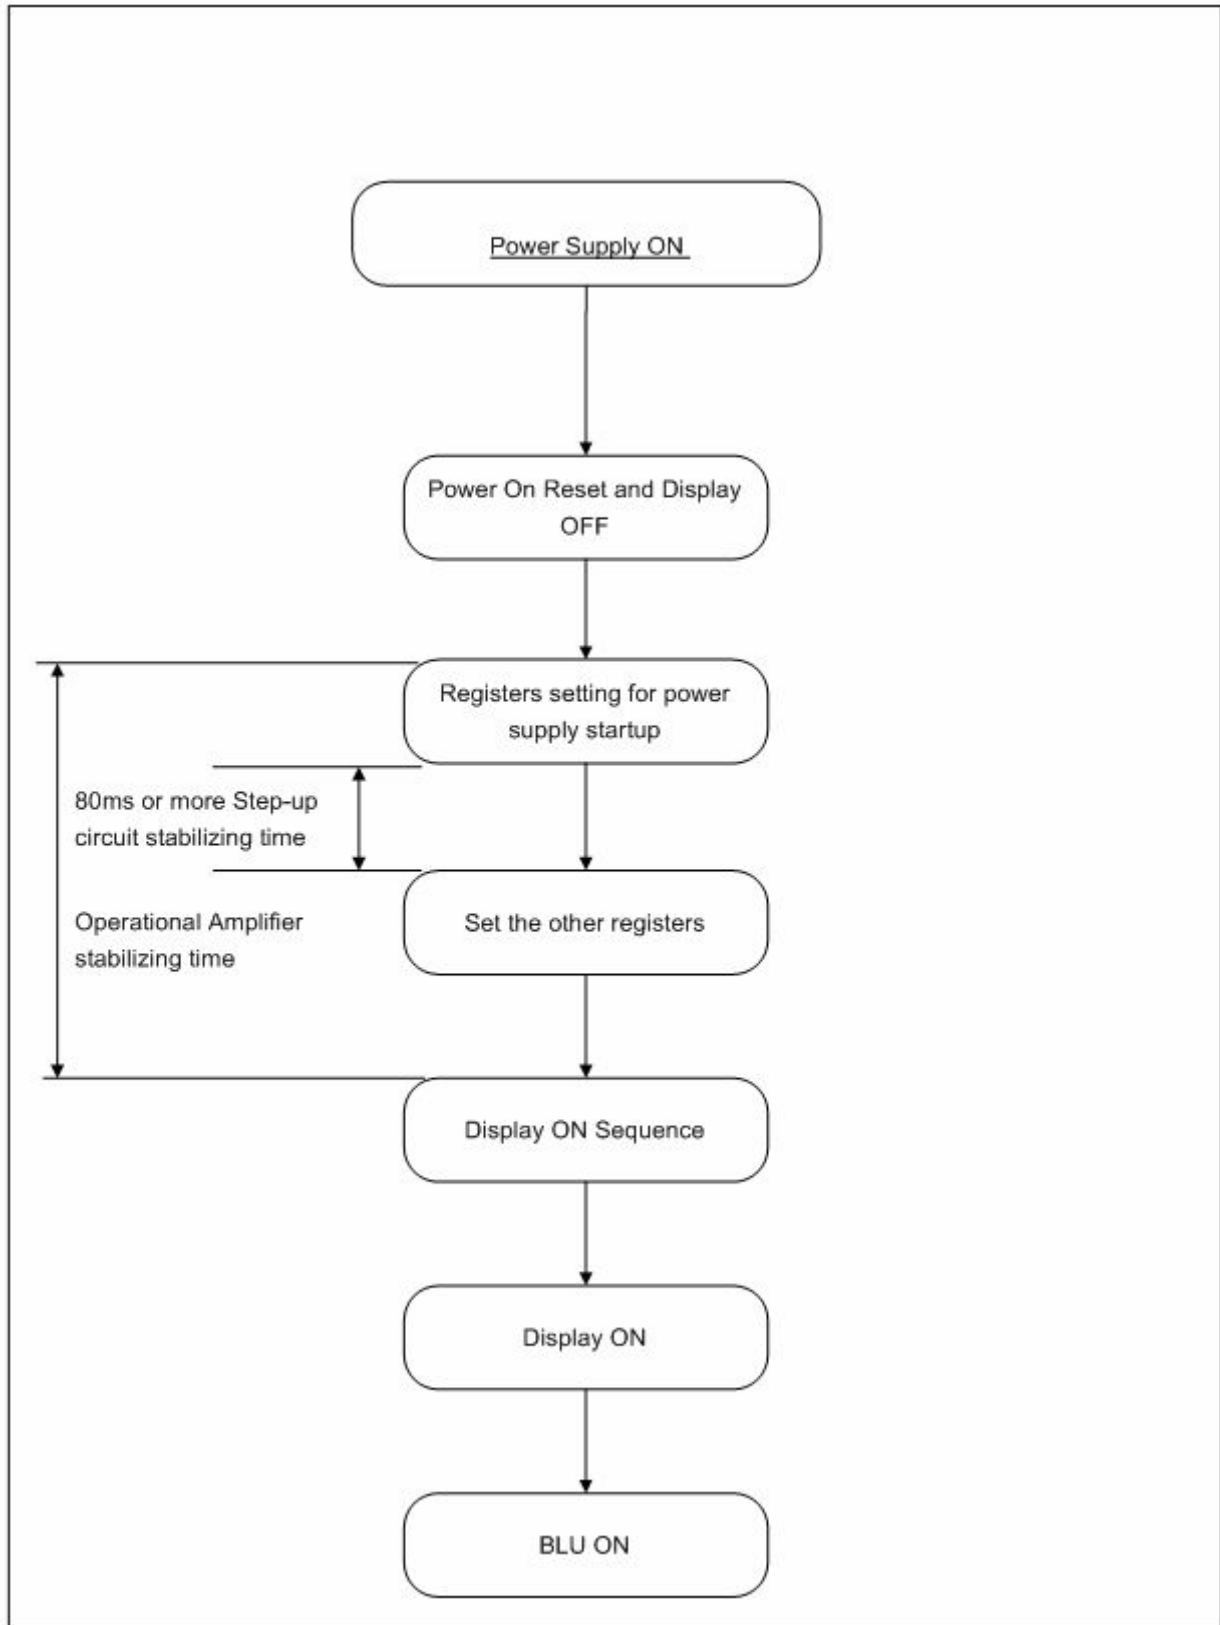 Power Supply ON
Power On Reset and Display
OFF
Registers setting for power
supply startup
80ms or more Step-up
circuit stabilizing time
Operational Amplifier
stabilizing time
Set the other registers
Display ON Sequence
Display ON
BLU ON